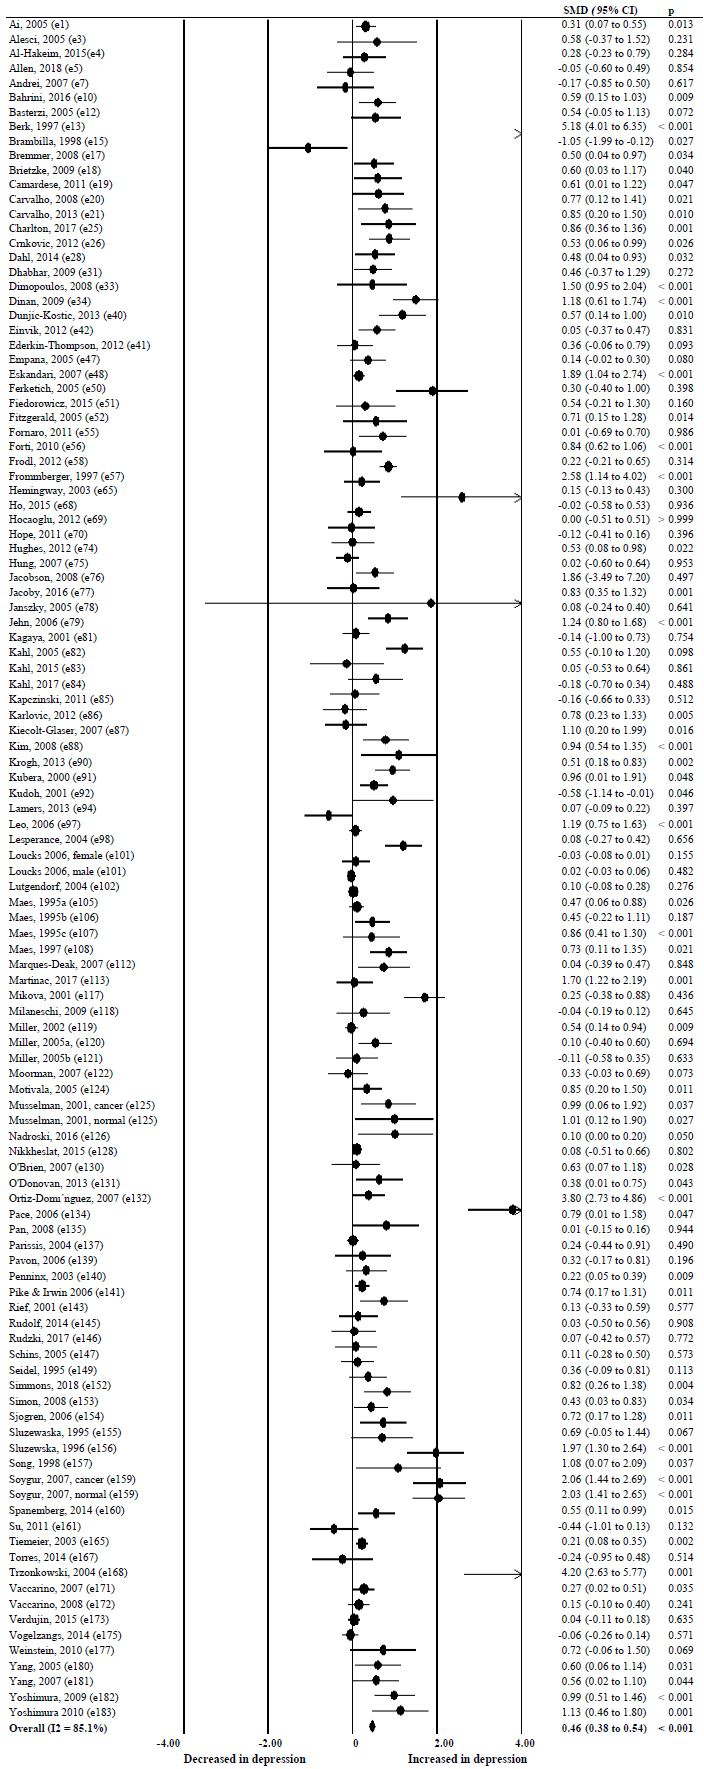 SMD (95% CI) p
Ai, 2005 (e1) 0.31 (0.07 to 0.55) 0.013
Alesci, 2005 (e3) 0.58 (-0.37 to 1.52) 0.231
Al-Hakeim, 2015(e4) 0.28 (-0.23 to 0.79) 0.284
Allen, 2018 (e5) -0.05 (-0.60 to 0.49) 0.854
Andrei, 2007 (e7) -0.17 (-0.85 to 0.50) 0.617
Bahrini, 2016 (e10) 0.59 (0.15 to 1.03) 0.009
Basterzi, 2005 (e12) 0.54 (-0.05 to 1.13) 0.072
Berk, 1997 (e13) 5.18 (4.01 to 6.35) < 0.001
Brambilla, 1998 (e15) -1.05 (-1.99 to -0.12) 0.027
Bremmer, 2008 (e17) 0.50 (0.04 to 0.97) 0.034
Brietzke, 2009 (e18) 0.60 (0.03 to 1.17) 0.040
Camardese, 2011 (e19) 0.61 (0.01 to 1.22) 0.047
Carvalho, 2008 (e20) 0.77 (0.12 to 1.41) 0.021
Carvalho, 2013 (e21) 0.85 (0.20 to 1.50) 0.010
Charlton, 2017 (e25) 0.86 (0.36 to 1.36) 0.001
Crnkovic, 2012 (e26) 0.53 (0.06 to 0.99) 0.026
Dahl, 2014 (e28) 0.48 (0.04 to 0.93) 0.032
Dhabhar, 2009 (e31) 0.46 (-0.37 to 1.29) 0.272
Dimopoulos, 2008 (e33) 1.50 (0.95 to 2.04) < 0.001
Dinan, 2009 (e34) 1.18 (0.61 to 1.74) < 0.001
Dunjic-Kostic, 2013 (e40) 0.57 (0.14 to 1.00) 0.010
Einvik, 2012 (e42) 0.05 (-0.37 to 0.47) 0.831
Ederkin-Thompson, 2012 (e41) 0.36 (-0.06 to 0.79) 0.093
Empana, 2005 (e47) 0.14 (-0.02 to 0.30) 0.080
Eskandari, 2007 (e48) 1.89 (1.04 to 2.74) < 0.001
Ferketich, 2005 (e50) 0.30 (-0.40 to 1.00) 0.398
Fiedorowicz, 2015 (e51) 0.54 (-0.21 to 1.30) 0.160
Fitzgerald, 2005 (e52) 0.71 (0.15 to 1.28) 0.014
Fornaro, 2011 (e55) 0.01 (-0.69 to 0.70) 0.986
Forti, 2010 (e56) 0.84 (0.62 to 1.06) < 0.001
Frodl, 2012 (e58) 0.22 (-0.21 to 0.65) 0.314
Frommberger, 1997 (e57) 2.58 (1.14 to 4.02) < 0.001
Hemingway, 2003 (e65) 0.15 (-0.13 to 0.43) 0.300
Ho, 2015 (e68) -0.02 (-0.58 to 0.53) 0.936
Hocaoglu, 2012 (e69) 0.00 (-0.51 to 0.51) > 0.999
Hope, 2011 (e70) -0.12 (-0.41 to 0.16) 0.396
Hughes, 2012 (e74) 0.53 (0.08 to 0.98) 0.022
Hung, 2007 (e75) 0.02 (-0.60 to 0.64) 0.953
Jacobson, 2008 (e76) 1.86 (-3.49 to 7.20) 0.497
Jacoby, 2016 (e77) 0.83 (0.35 to 1.32) 0.001
Janszky, 2005 (e78) 0.08 (-0.24 to 0.40) 0.641
Jehn, 2006 (e79) 1.24 (0.80 to 1.68) < 0.001
Kagaya, 2001 (e81) -0.14 (-1.00 to 0.73) 0.754
Kahl, 2005 (e82) 0.55 (-0.10 to 1.20) 0.098
Kahl, 2015 (e83) 0.05 (-0.53 to 0.64) 0.861
Kahl, 2017 (e84) -0.18 (-0.70 to 0.34) 0.488
Kapczinski, 2011 (e85) -0.16 (-0.66 to 0.33) 0.512
Karlovic, 2012 (e86) 0.78 (0.23 to 1.33) 0.005
Kiecolt-Glaser, 2007 (e87) 1.10 (0.20 to 1.99) 0.016
Kim, 2008 (e88) 0.94 (0.54 to 1.35) < 0.001
Krogh, 2013 (e90) 0.51 (0.18 to 0.83) 0.002
Kubera, 2000 (e91) 0.96 (0.01 to 1.91) 0.048
Kudoh, 2001 (e92) -0.58 (-1.14 to -0.01) 0.046
Lamers, 2013 (e94) 0.07 (-0.09 to 0.22) 0.397
Leo, 2006 (e97) 1.19 (0.75 to 1.63) < 0.001
Lesperance, 2004 (e98) 0.08 (-0.27 to 0.42) 0.656
Loucks 2006, female (e101) -0.03 (-0.08 to 0.01) 0.155
Loucks 2006, male (e101) 0.02 (-0.03 to 0.06) 0.482
Lutgendorf, 2004 (e102) 0.10 (-0.08 to 0.28) 0.276
Maes, 1995a (e105) 0.47 (0.06 to 0.88) 0.026
Maes, 1995b (e106) 0.45 (-0.22 to 1.11) 0.187
Maes, 1995c (e107) 0.86 (0.41 to 1.30) < 0.001
Maes, 1997 (e108) 0.73 (0.11 to 1.35) 0.021
Marques-Deak, 2007 (e112) 0.04 (-0.39 to 0.47) 0.848
Martinac, 2017 (e113) 1.70 (1.22 to 2.19) 0.001
Mikova, 2001 (e117) 0.25 (-0.38 to 0.88) 0.436
Milaneschi, 2009 (e118) -0.04 (-0.19 to 0.12) 0.645
Miller, 2002 (e119) 0.54 (0.14 to 0.94) 0.009
Miller, 2005a, (e120) 0.10 (-0.40 to 0.60) 0.694
Miller, 2005b (e121) -0.11 (-0.58 to 0.35) 0.633
Moorman, 2007 (e122) 0.33 (-0.03 to 0.69) 0.073
Motivala, 2005 (e124) 0.85 (0.20 to 1.50) 0.011
Musselman, 2001, cancer (e125) 0.99 (0.06 to 1.92) 0.037
Musselman, 2001, normal (e125) 1.01 (0.12 to 1.90) 0.027
Nadroski, 2016 (e126) 0.10 (0.00 to 0.20) 0.050
Nikkheslat, 2015 (e128) 0.08 (-0.51 to 0.66) 0.802
O'Brien, 2007 (e130) 0.63 (0.07 to 1.18) 0.028
O'Donovan, 2013 (e131) 0.38 (0.01 to 0.75) 0.043
Ortiz-Domı´nguez, 2007 (e132) 3.80 (2.73 to 4.86) < 0.001
Pace, 2006 (e134) 0.79 (0.01 to 1.58) 0.047
Pan, 2008 (e135) 0.01 (-0.15 to 0.16) 0.944
Parissis, 2004 (e137) 0.24 (-0.44 to 0.91) 0.490
Pavon, 2006 (e139) 0.32 (-0.17 to 0.81) 0.196
Penninx, 2003 (e140) 0.22 (0.05 to 0.39) 0.009
Pike & Irwin 2006 (e141) 0.74 (0.17 to 1.31) 0.011
Rief, 2001 (e143) 0.13 (-0.33 to 0.59) 0.577
Rudolf, 2014 (e145) 0.03 (-0.50 to 0.56) 0.908
Rudzki, 2017 (e146) 0.07 (-0.42 to 0.57) 0.772
Schins, 2005 (e147) 0.11 (-0.28 to 0.50) 0.573
Seidel, 1995 (e149) 0.36 (-0.09 to 0.81) 0.113
Simmons, 2018 (e152) 0.82 (0.26 to 1.38) 0.004
Simon, 2008 (e153) 0.43 (0.03 to 0.83) 0.034
Sjogren, 2006 (e154) 0.72 (0.17 to 1.28) 0.011
Sluzewaska, 1995 (e155) 0.69 (-0.05 to 1.44) 0.067
Sluzewska, 1996 (e156) 1.97 (1.30 to 2.64) < 0.001
Song, 1998 (e157) 1.08 (0.07 to 2.09) 0.037
Soygur, 2007, cancer (e159) 2.06 (1.44 to 2.69) < 0.001
Soygur, 2007, normal (e159) 2.03 (1.41 to 2.65) < 0.001
Spanemberg, 2014 (e160) 0.55 (0.11 to 0.99) 0.015
Su, 2011 (e161) -0.44 (-1.01 to 0.13) 0.132
Tiemeier, 2003 (e165) 0.21 (0.08 to 0.35) 0.002
Torres, 2014 (e167) -0.24 (-0.95 to 0.48) 0.514
Trzonkowski, 2004 (e168) 4.20 (2.63 to 5.77) 0.001
Vaccarino, 2007 (e171) 0.27 (0.02 to 0.51) 0.035
Vaccarino, 2008 (e172) 0.15 (-0.10 to 0.40) 0.241
Verdujin, 2015 (e173) 0.04 (-0.11 to 0.18) 0.635
Vogelzangs, 2014 (e175) -0.06 (-0.26 to 0.14) 0.571
Weinstein, 2010 (e177) 0.72 (-0.06 to 1.50) 0.069
Yang, 2005 (e180) 0.60 (0.06 to 1.14) 0.031
Yang, 2007 (e181) 0.56 (0.02 to 1.10) 0.044
Yoshimura, 2009 (e182) 0.99 (0.51 to 1.46) < 0.001
Yoshimura 2010 (e183) 1.13 (0.46 to 1.80) 0.001
Overall (I2 = 85.1%) 0.46 (0.38 to 0.54) < 0.001
-4.00 -2.00 0 2.00 4.00
Decreased in depression Increased in depression